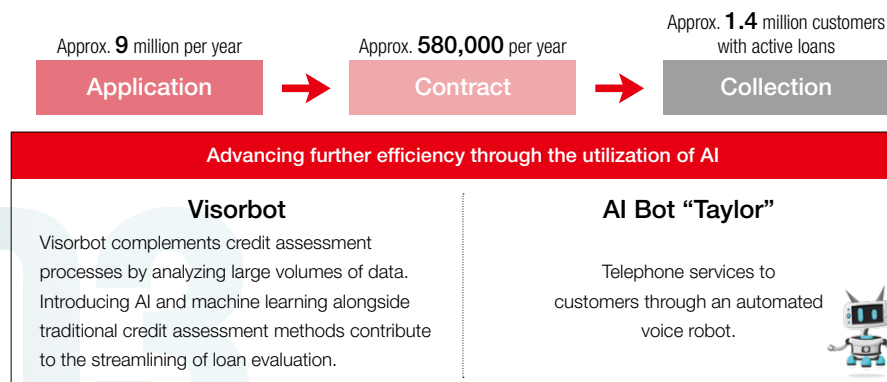 Approx. 9 million per year
Application
Approx. 580,000 per year
Contract
Approx. 1.4 million customers
with active loans
Collection
Advancing further efficiency through the utilization of AI
Visorbot
Visorbot complements credit assessment
processes by analyzing large volumes of data.
Introducing AI and machine learning alongside
traditional credit assessment methods contribute
to the streamlining of loan evaluation.
AI Bot “Taylor”
Telephone services to
customers through an automated
voice robot.
03